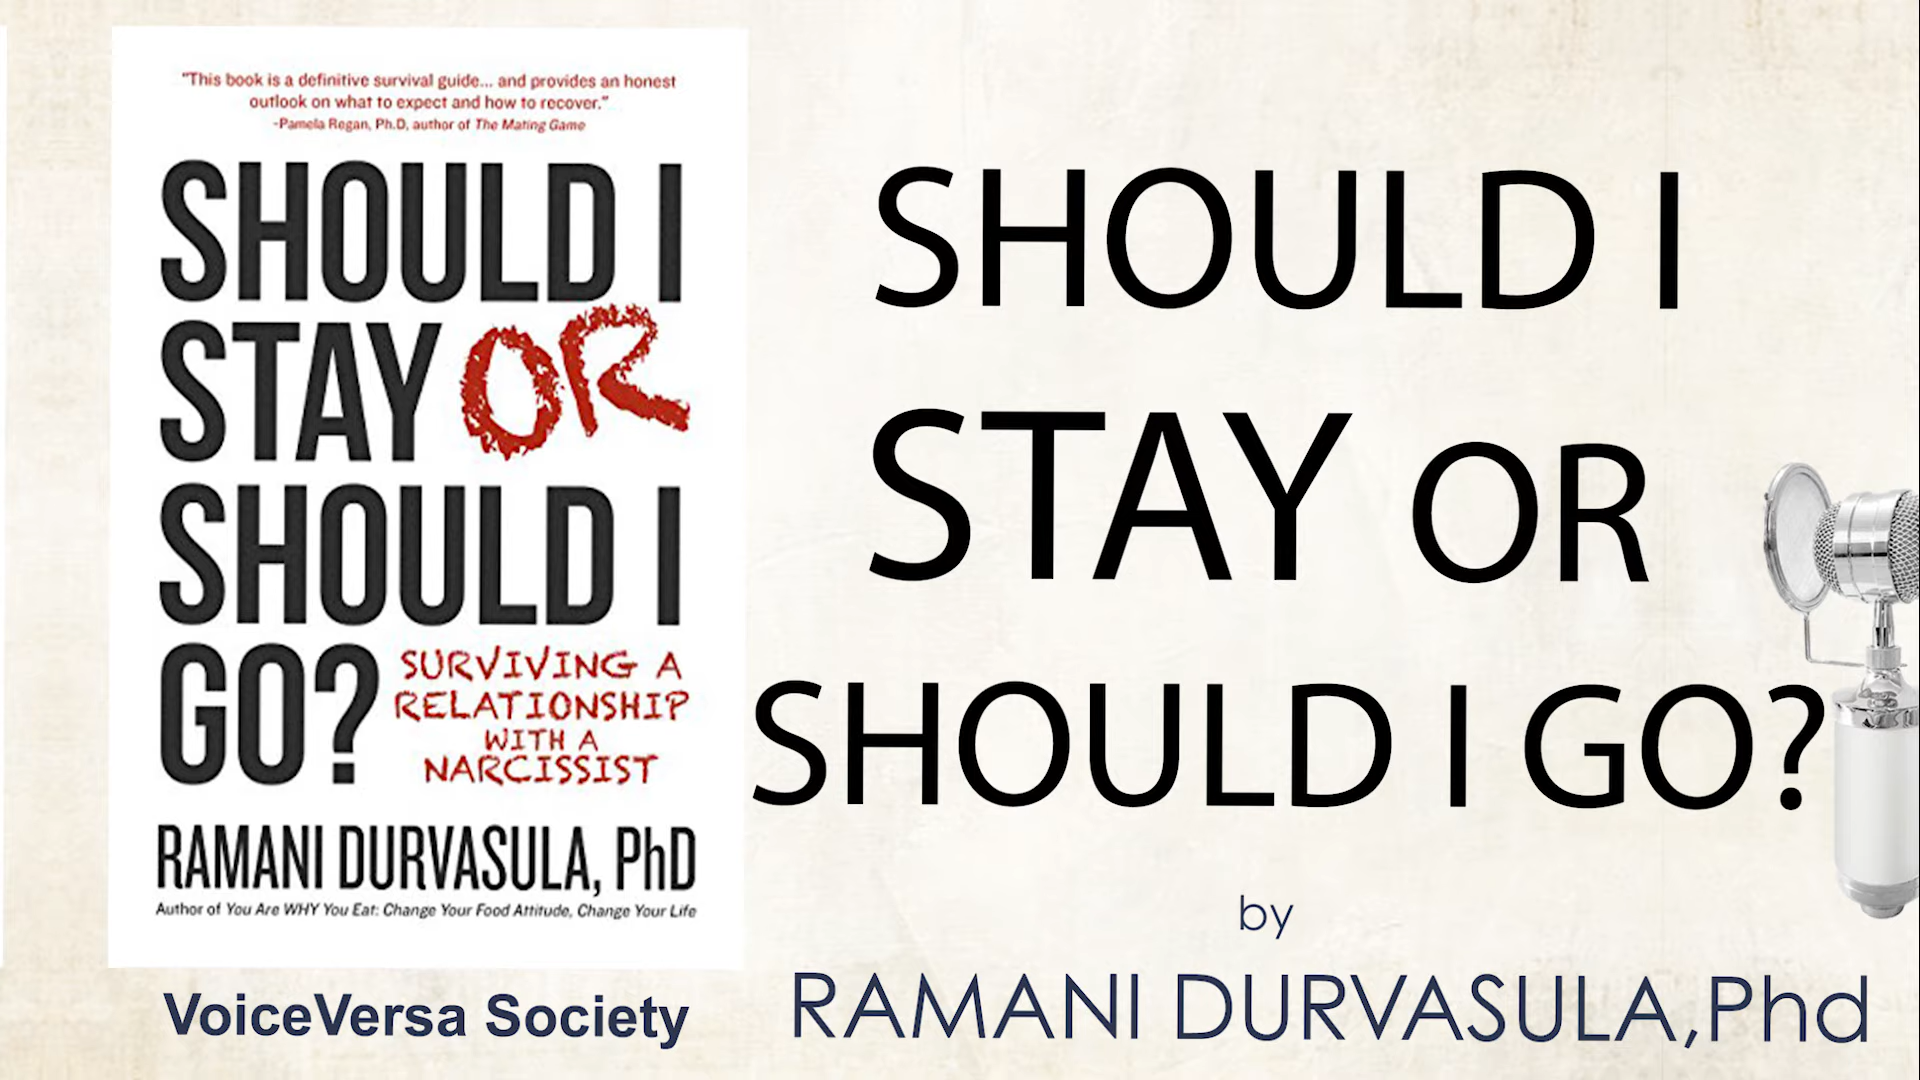 "This book is a definitive survival guide... and provides an honest
outlook on what to expect and how to recover."
-Pamela Regan, Ph.D, author of The Mating Game
SHOULD I
STAY OR
SHOULD I
GO?
SURVIVING A
RELATIONSHIP
WITH A
NARCISSIST
RAMANI DURVASULA, PhD
Author of You Are WHY You Eat: Change Your Food Attitude, Change Your Life
VoiceVersa Society
SHOULD I
STAY OR
SHOULD I GO?
by
RAMANI DURVASULA,Phd